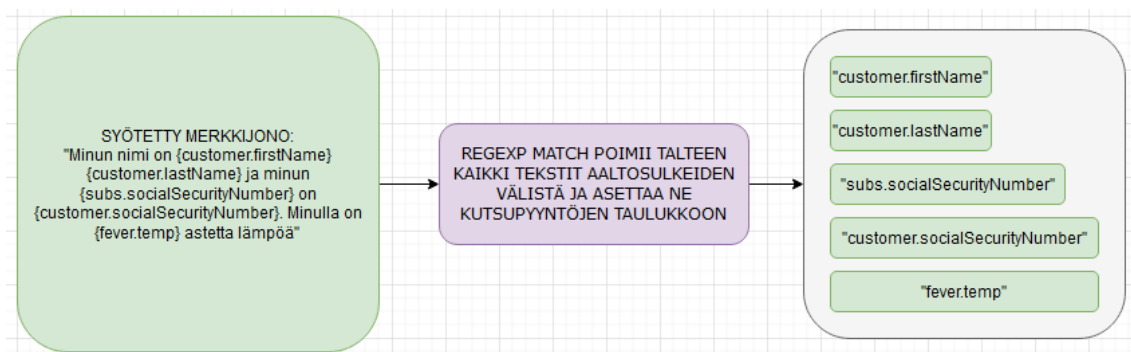 SYÖTETTY MERKKIJONO:
"Minun nimi on {customer.firstName}
{customer.lastName} ja minun
{subs.socialSecurityNumber} on
{customer.socialSecurityNumber}. Minulla on
{fever.temp} astetta lämpöä"
REGEXP MATCH POIMII TALTEEN
KAIKKI TEKSTIT AALTOSULKEIDEN
VÄLISTÄ JA ASETTAA NE
KUTSUPYYNTÖJEN TAULUKKOON
"customer.firstName"
"customer.lastName"
"subs.socialSecurityNumber"
"customer.socialSecurityNumber"
"fever.temp"